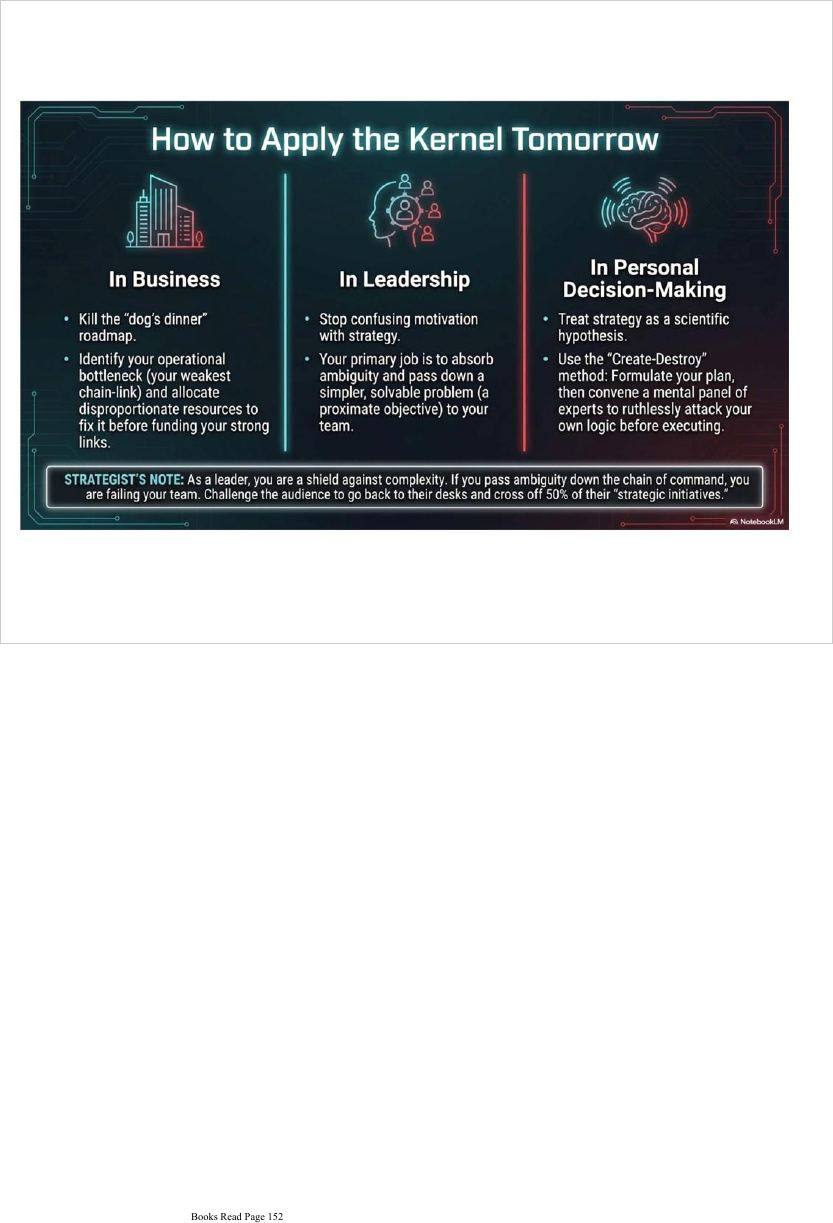 How to Apply the Kernel Tomorrow
In Business
• Kill the “dog’s dinner”
roadmap.
• Identify your operational
bottleneck (your weakest
chain-link) and allocate
disproportionate resources to
fix it before funding your strong
links.
In Leadership
• Stop confusing motivation
with strategy.
• Your primary job is to absorb
ambiguity and pass down a
simpler, solvable problem (a
proximate objective) to your
team.
In Personal
Decision-Making
• Treat strategy as a scientific
hypothesis.
• Use the “Create-Destroy”
method: Formulate your plan,
then convene a mental panel of
experts to ruthlessly attack your
own logic before executing.
STRATEGIST’S NOTE: As a leader, you are a shield against complexity. If you pass ambiguity down the chain of command, you
are failing your team. Challenge the audience to go back to their desks and cross off 50% of their “strategic initiatives.”
NotebookLM
Books Read Page 152